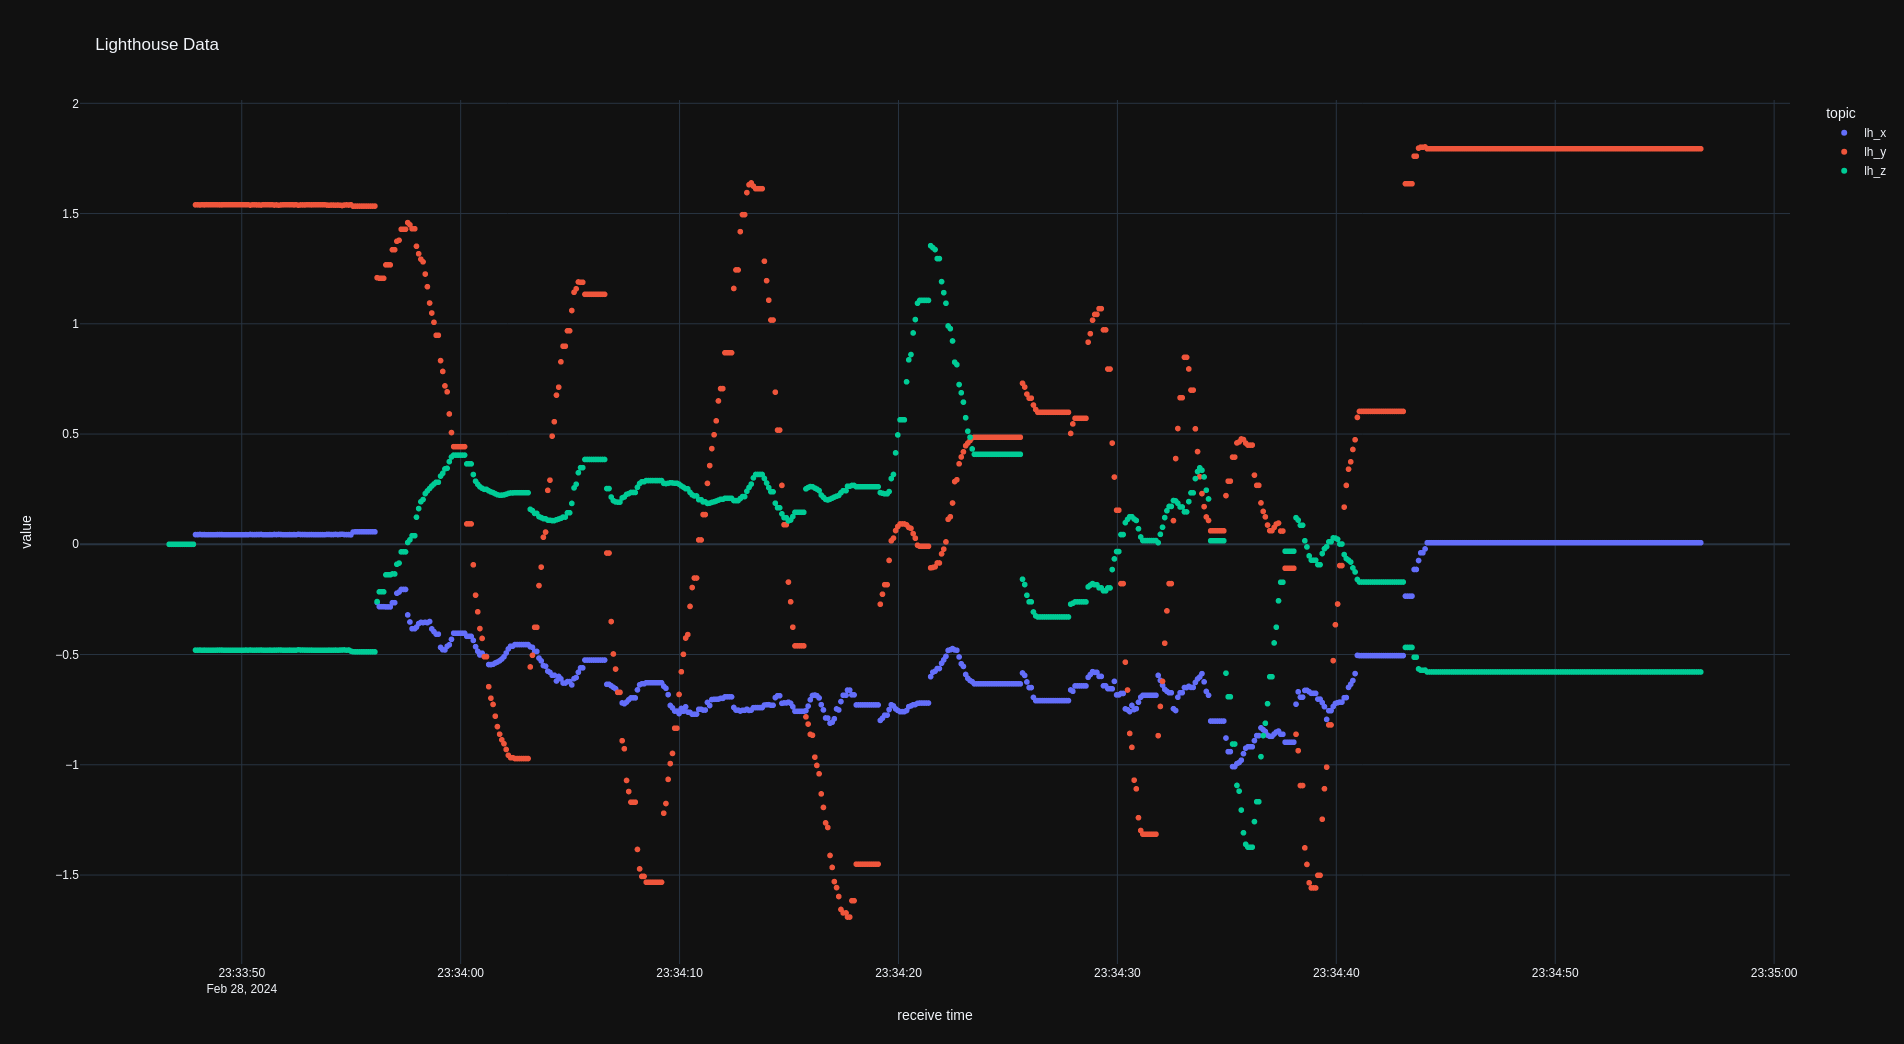 Lighthouse Data
topic
lh_x
lh_y
lh_z
value
2
1.5
1
0.5
0
−0.5
−1
−1.5
23:33:50
Feb 28, 2024
23:34:00
23:34:10
23:34:20
23:34:30
23:34:40
23:34:50
23:35:00
receive time